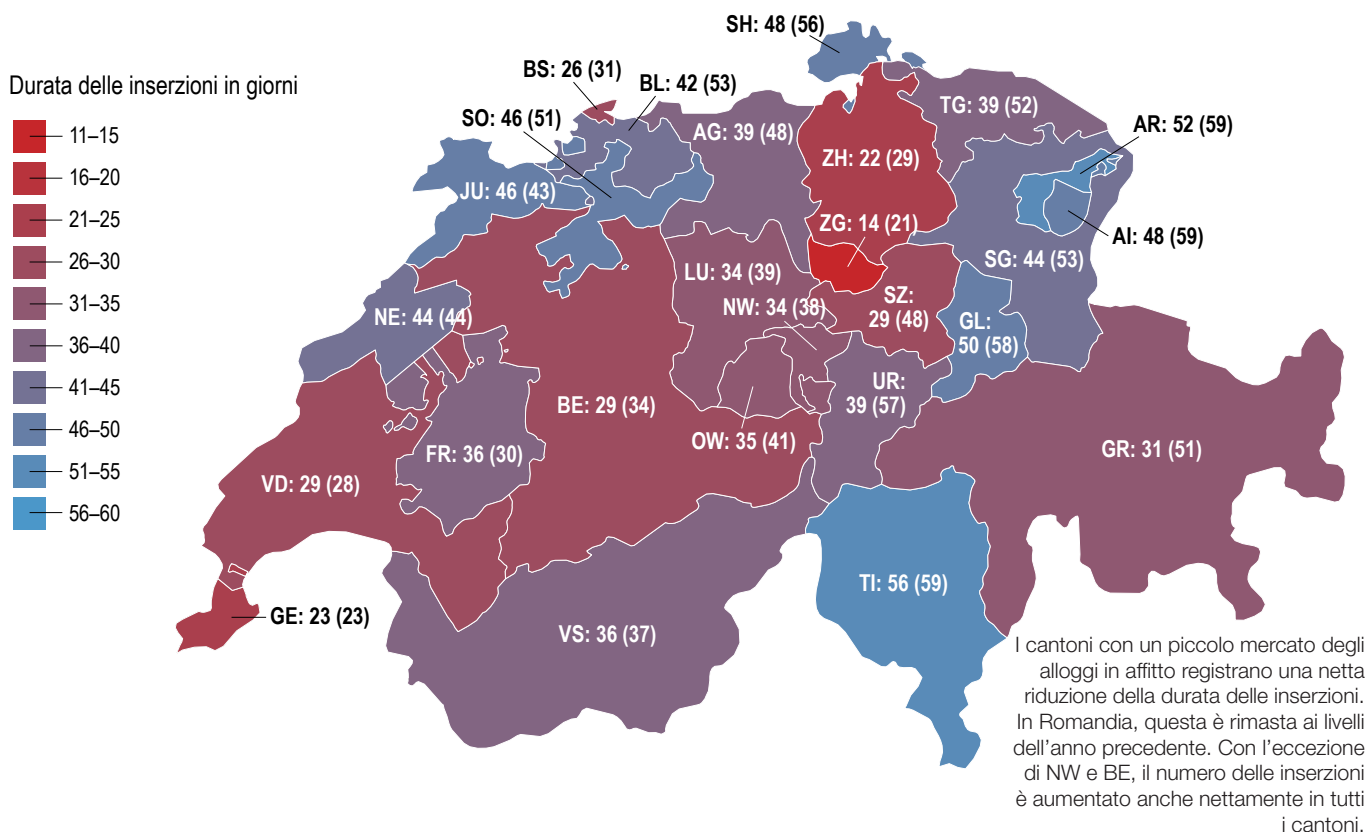 Durata delle inserzioni in giorni
11–15
16–20
21–25
26–30
31–35
36–40
41–45
46–50
51–55
56–60
SH: 48 (56)
BS: 26 (31)
BL: 42 (53)
SO: 46 (51)
AG: 39 (48)
TG: 39 (52)
AR: 52 (59)
ZH: 22 (29)
JU: 46 (43)
ZG: 14 (21)
AI: 48 (59)
SG: 44 (53)
LU: 34 (39)
SZ:
29 (48)
NW: 34 (38)
NE: 44 (44)
GL:
50 (58)
UR:
39 (57)
BE: 29 (34)
OW: 35 (41)
GR: 31 (51)
FR: 36 (30)
VD: 29 (28)
TI: 56 (59)
GE: 23 (23)
VS: 36 (37)
I cantoni con un piccolo mercato degli
alloggi in affitto registrano una netta
riduzione della durata delle inserzioni.
In Romandia, questa è rimasta ai livelli
dell’anno precedente. Con l’eccezione
di NW e BE, il numero delle inserzioni
è aumentato anche nettamente in tutti
i cantoni.